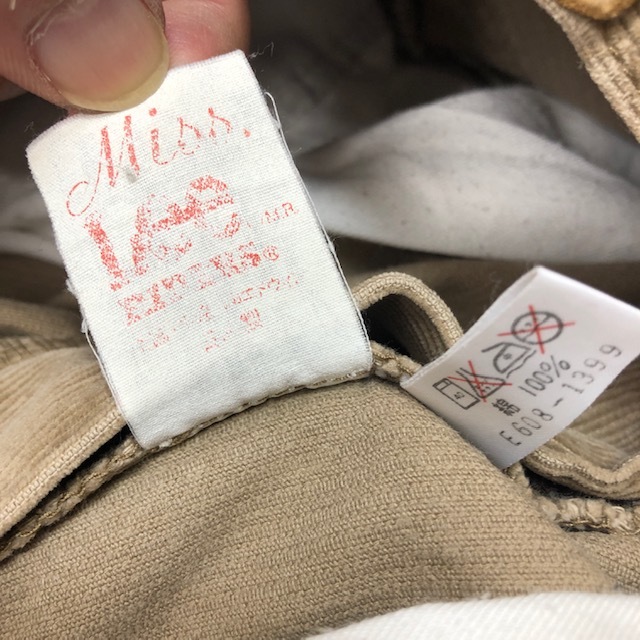 Miss.
Lee M.R
RIDERS®
綿 100%
E608-1399